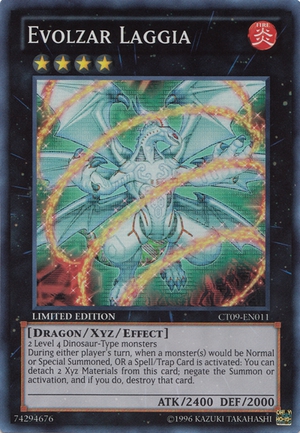 EVOLZAR LAGGIA
FIRE
炎
LIMITED EDITION
CT09-EN011
[DRAGON/XYZ/EFFECT]
2 Level 4 Dinosaur-Type monsters
During either player's turn, when a monster(s) would be Normal
or Special Summoned, OR a Spell/Trap Card is activated: You can
detach 2 Xyz Materials from this card; negate the Summon or
activation, and if you do, destroy that card.
ATK/2400 DEF/2000
74294676
©1996 KAZUKI TAKAHASHI